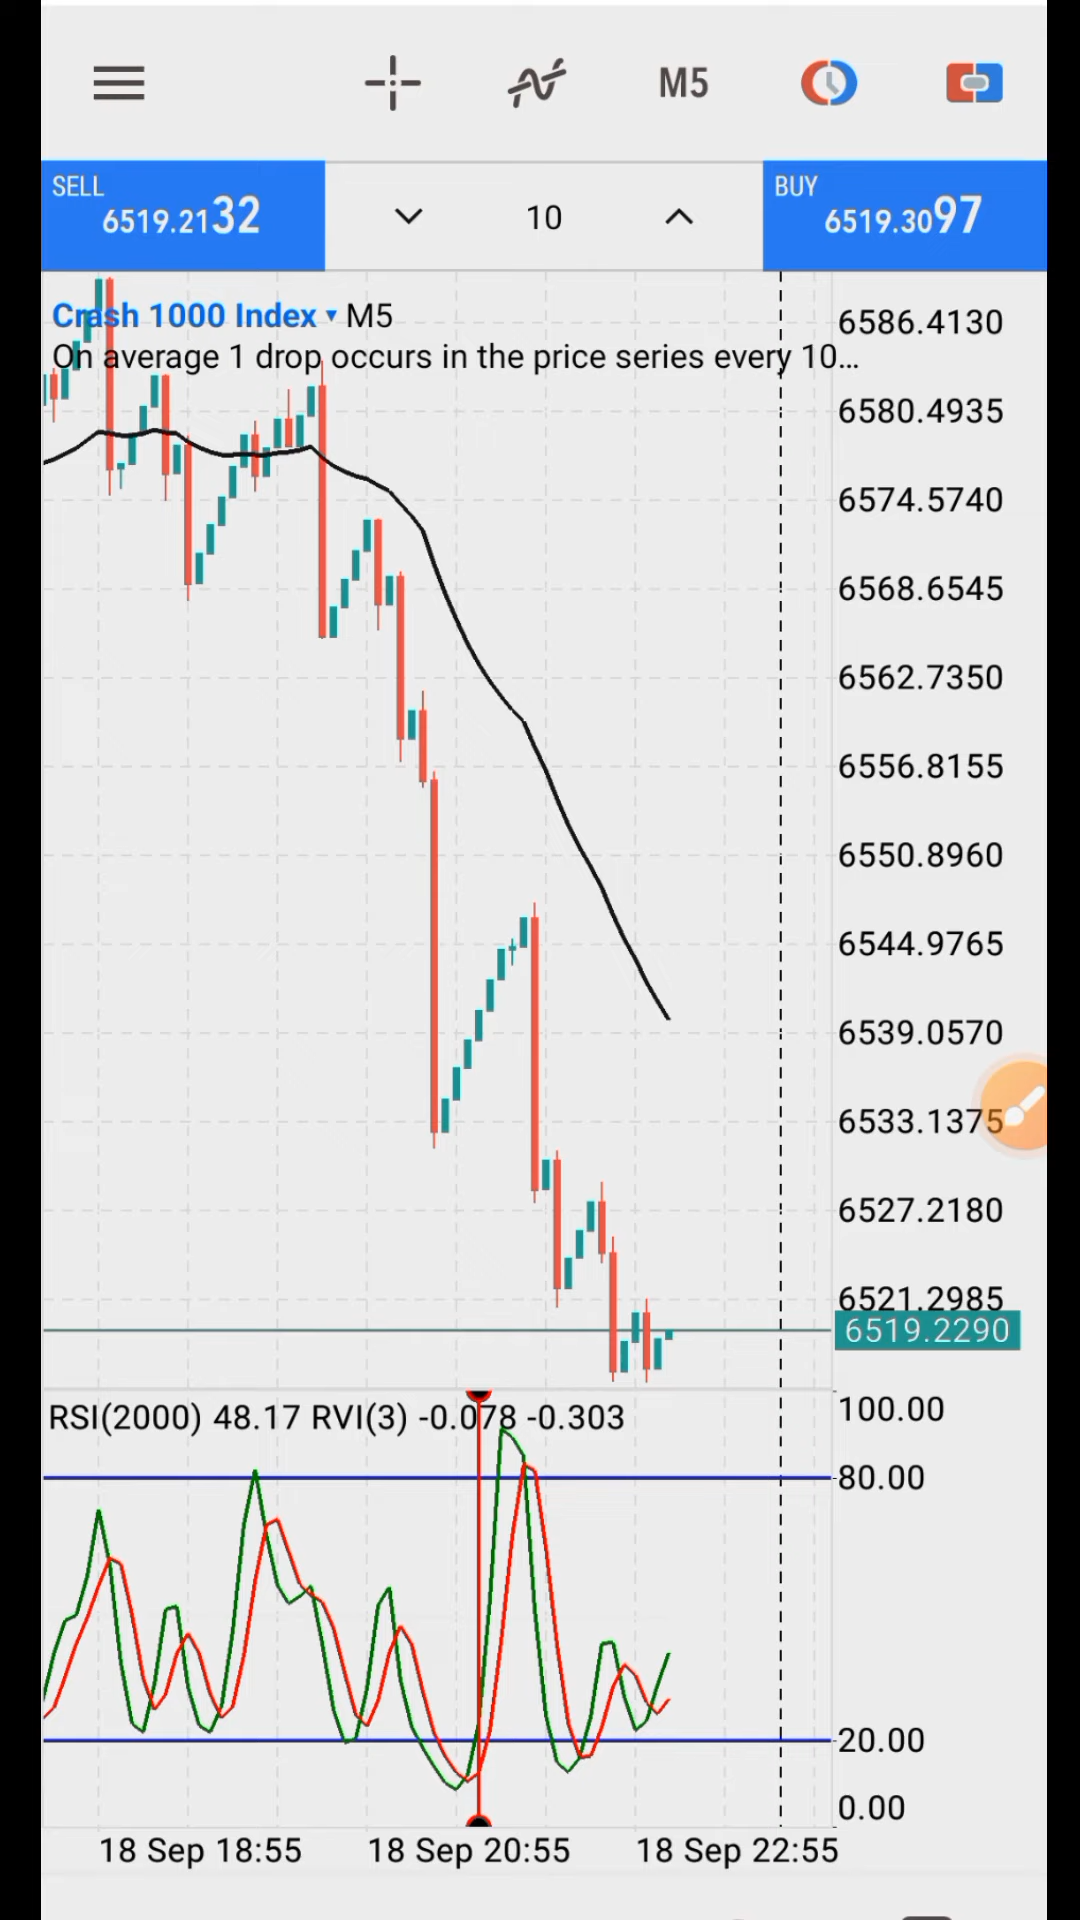 M5
SELL
6519.2132
10
BUY
6519.3097
Crash 1000 Index ▾ M5
On average 1 drop occurs in the price series every 10...
6586.4130
6580.4935
6574.5740
6568.6545
6562.7350
6556.8155
6550.8960
6544.9765
6539.0570
6533.1375
6527.2180
6521.2985
6519.2290
RSI(2000) 48.17 RVI(3) -0.078 -0.303
100.00
80.00
20.00
0.00
18 Sep 18:55
18 Sep 20:55
18 Sep 22:55